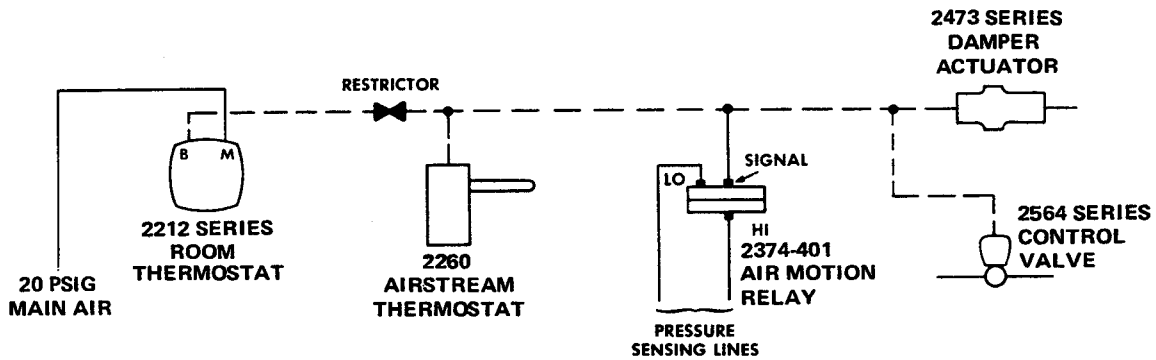 2473 SERIES
DAMPER
ACTUATOR
RESTRICTOR
B M
SIGNAL
LO
HI
2212 SERIES
ROOM
THERMOSTAT
2260
AIRSTREAM
THERMOSTAT
2374-401
AIR MOTION
RELAY
2564 SERIES
CONTROL
VALVE
20 PSIG
MAIN AIR
PRESSURE
SENSING LINES